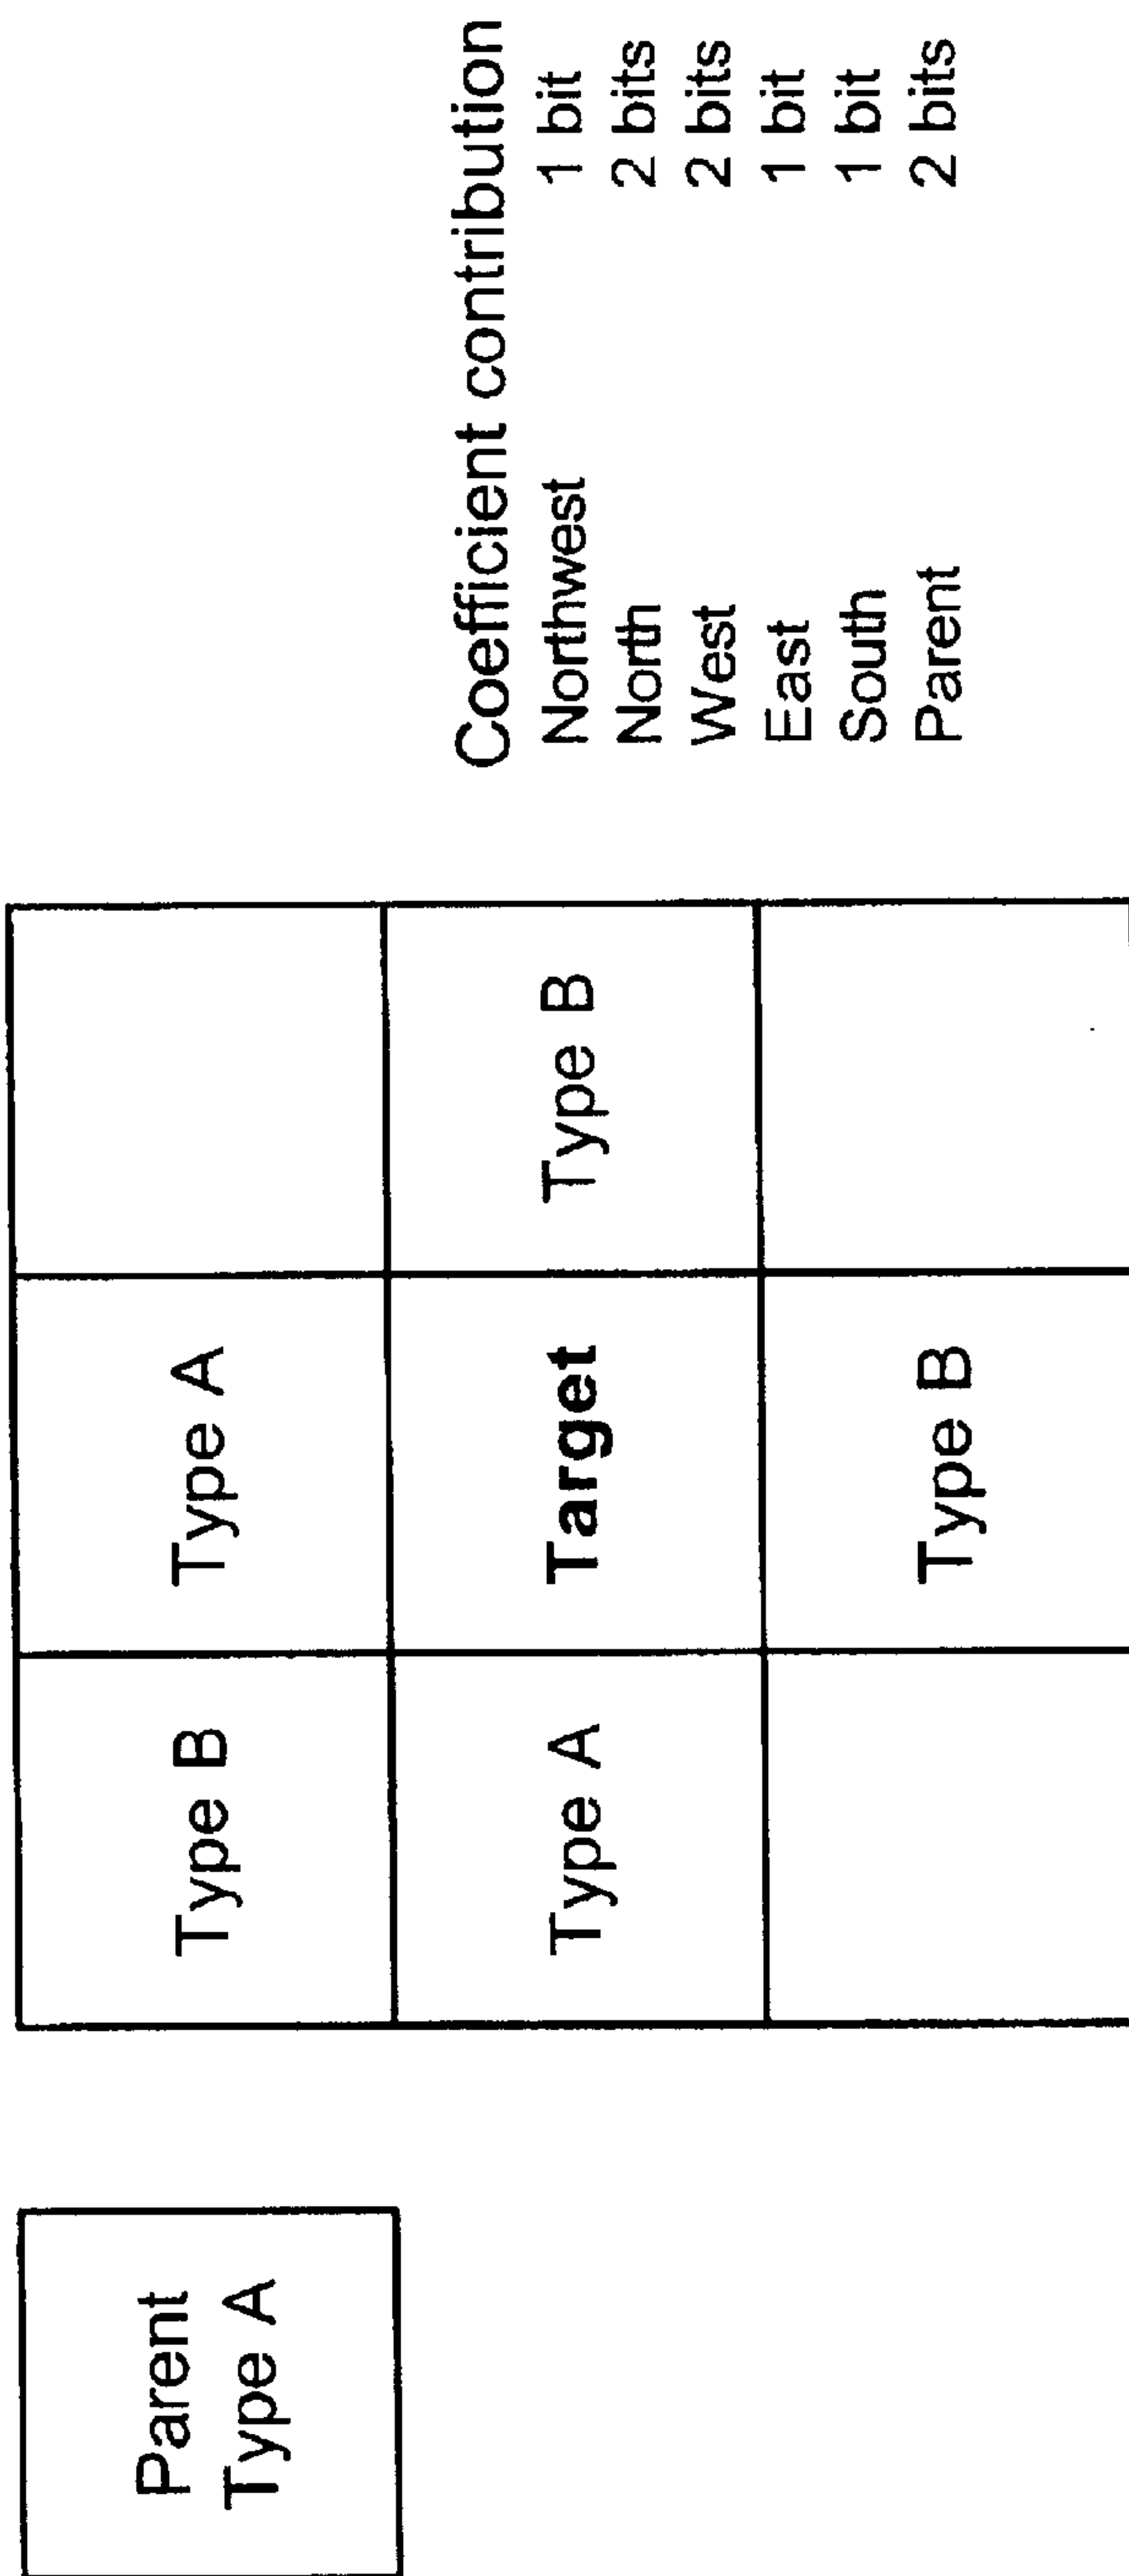 Parent
Type A
Type B
Type A
Type A
Target
Type B
Type B
Coefficient contribution
Northwest 1 bit
North 2 bits
West 2 bits
East 1 bit
South 1 bit
Parent 2 bits